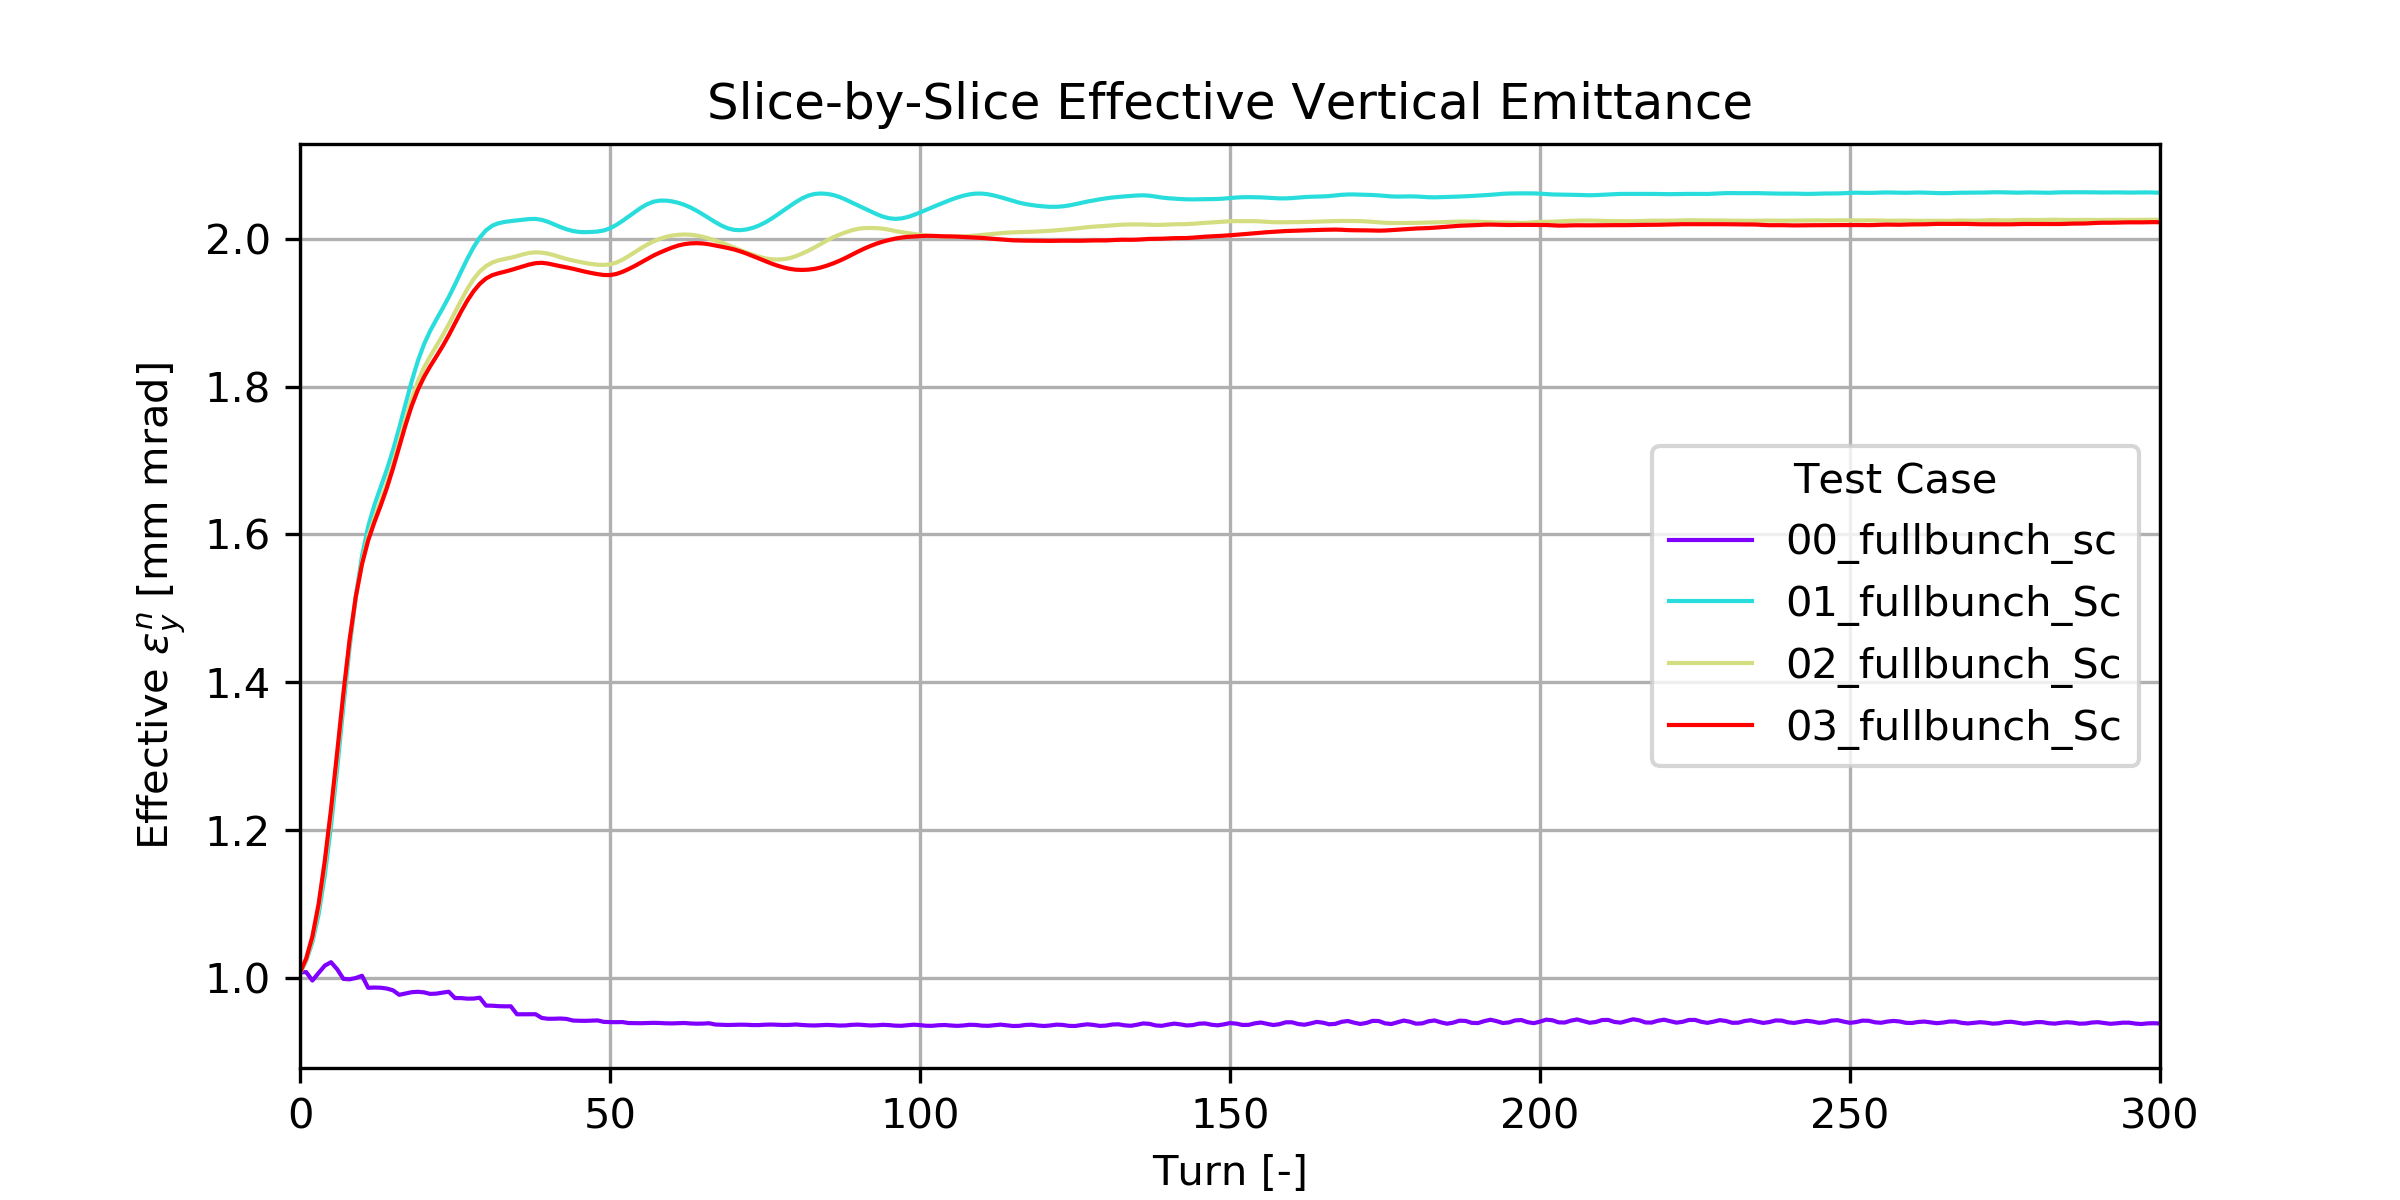 Slice-by-Slice Effective Vertical Emittance
Effective ε_y^n [mm mrad]
2.0
1.8
1.6
1.4
1.2
1.0
Test Case
00_fullbunch_sc
01_fullbunch_Sc
02_fullbunch_Sc
03_fullbunch_Sc
0 50 100 150 200 250 300
Turn [-]